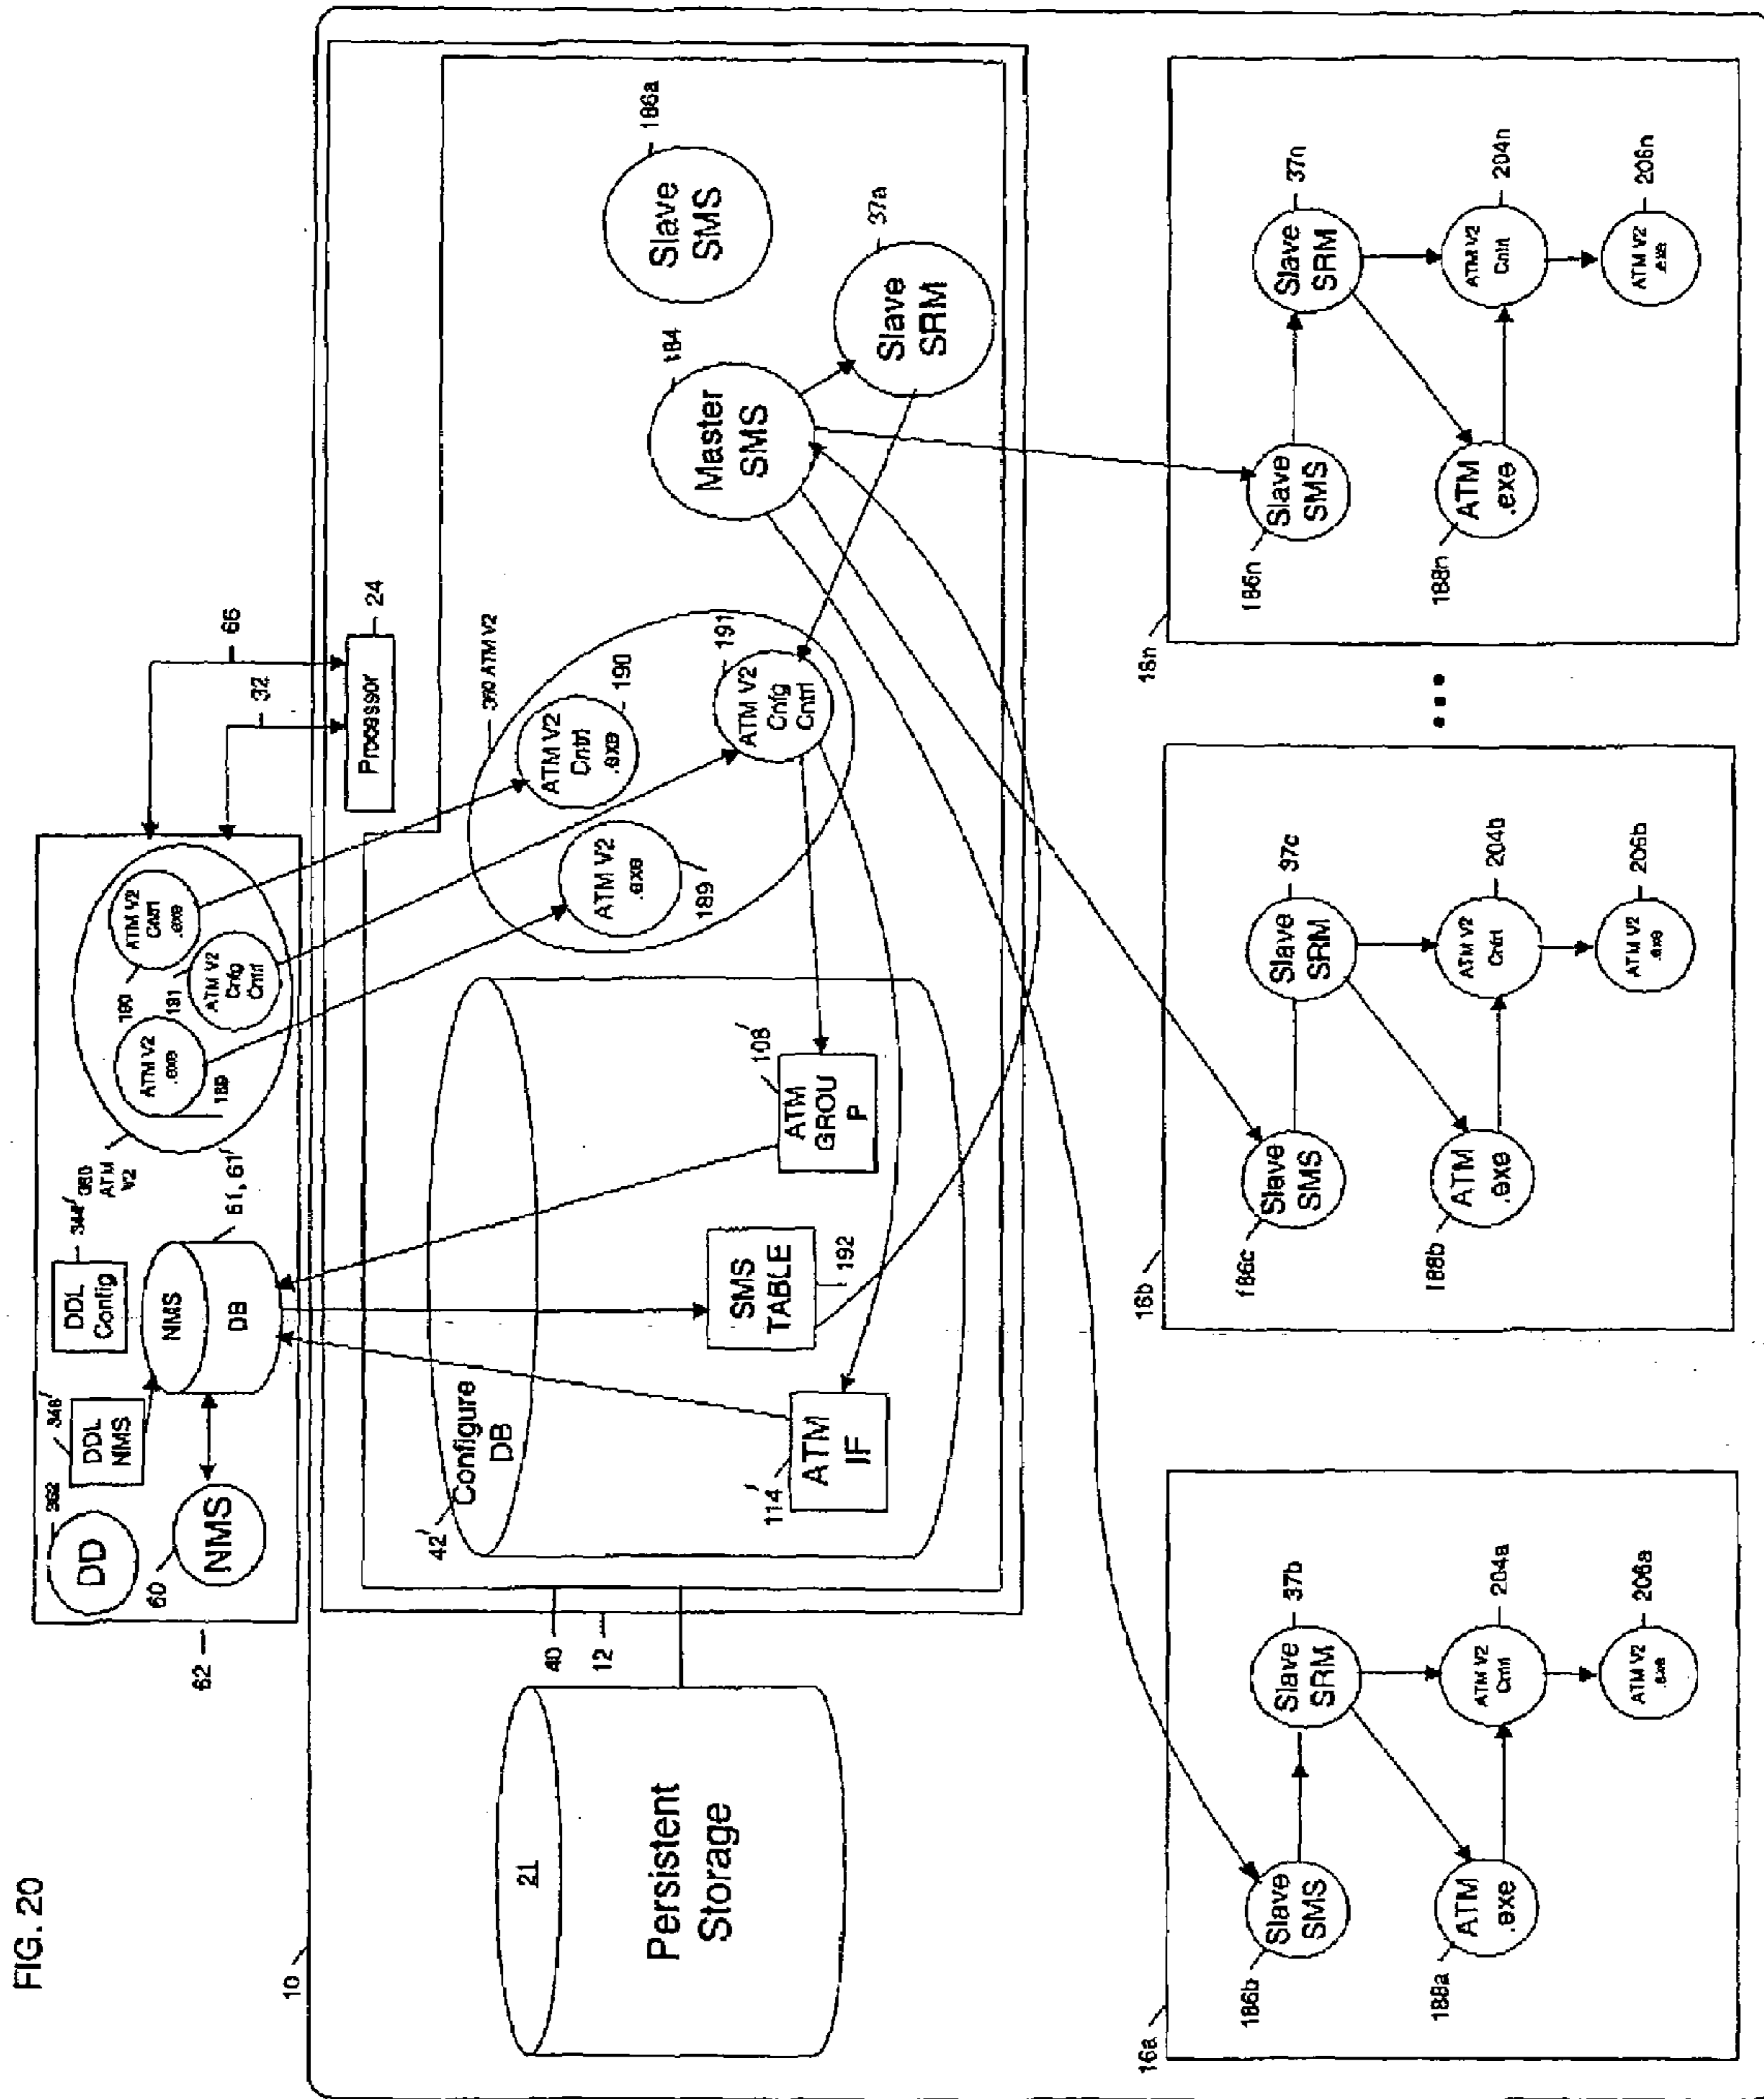 FIG. 20
10
62
60
NMS
DD
362
DDL
NMS
346'
DDL
Config
344'
NMS
DB
61, 61'
360
ATM
V2
ATM V2
.exe
189
ATM V2
Cnfg
Cntrl
191
190
ATM V2
Cntrl
.exe
66
32
Processor
24
40
12
21
Persistent
Storage
42'
Configure
DB
ATM
IF
114'
SMS
TABLE
192
ATM
GROU
P
108'
360 ATM V2
ATM V2
.exe
189
ATM V2
Cntrl
.exe
190
ATM V2
Cnfg
Cntrl
191
Master
SMS
184
Slave
SMS
186a
Slave
SRM
37a
16a
186b
Slave
SMS
Slave
SRM
37b
188a
ATM
.exe
ATM V2
Cntrl
204a
ATM V2
.exe
206a
16b
186c
Slave
SMS
Slave
SRM
37c
188b
ATM
.exe
ATM V2
Cntrl
204b
ATM V2
.exe
206b
16n
186n
Slave
SMS
Slave
SRM
37n
188n
ATM
.exe
ATM V2
Cntrl
204n
ATM V2
.exe
206n